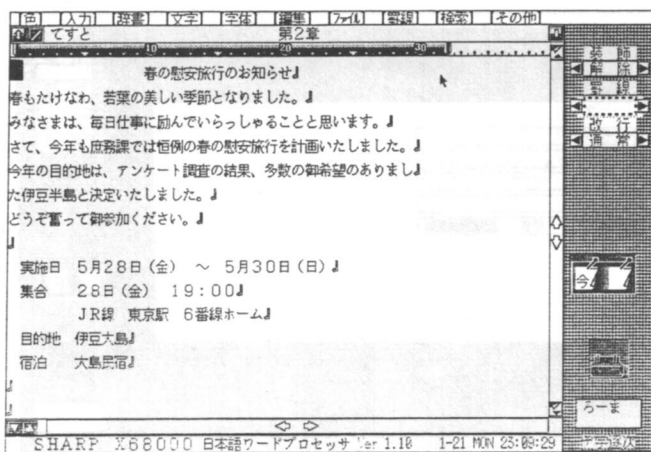 [色] [入力] [辞書] [文字] [字体] [編集] [ファイル] [罫線] [検索] [その他]
てすと 第2章
10 20 30
春の慰安旅行のお知らせ
春もたけなわ、若葉の美しい季節となりました。
みなさまは、毎日仕事に励んでいらっしゃることと思います。
さて、今年も庶務課では恒例の春の慰安旅行を計画いたしました。
今年の目的地は、アンケート調査の結果、多数の御希望のありまし
た伊豆半島と決定いたしました。
どうぞ奮って御参加ください。
実施日 5月28日(金) ~ 5月30日(日)
集合 28日(金) 19:00
JR線 東京駅 6番線ホーム
目的地 伊豆大島
宿泊 大島民宿
装飾
解除
罫線
改行
通常
今
ろーま
SHARP X68000 日本語ワードプロセッサ Ver 1.10 1-21 MON 23:09:29